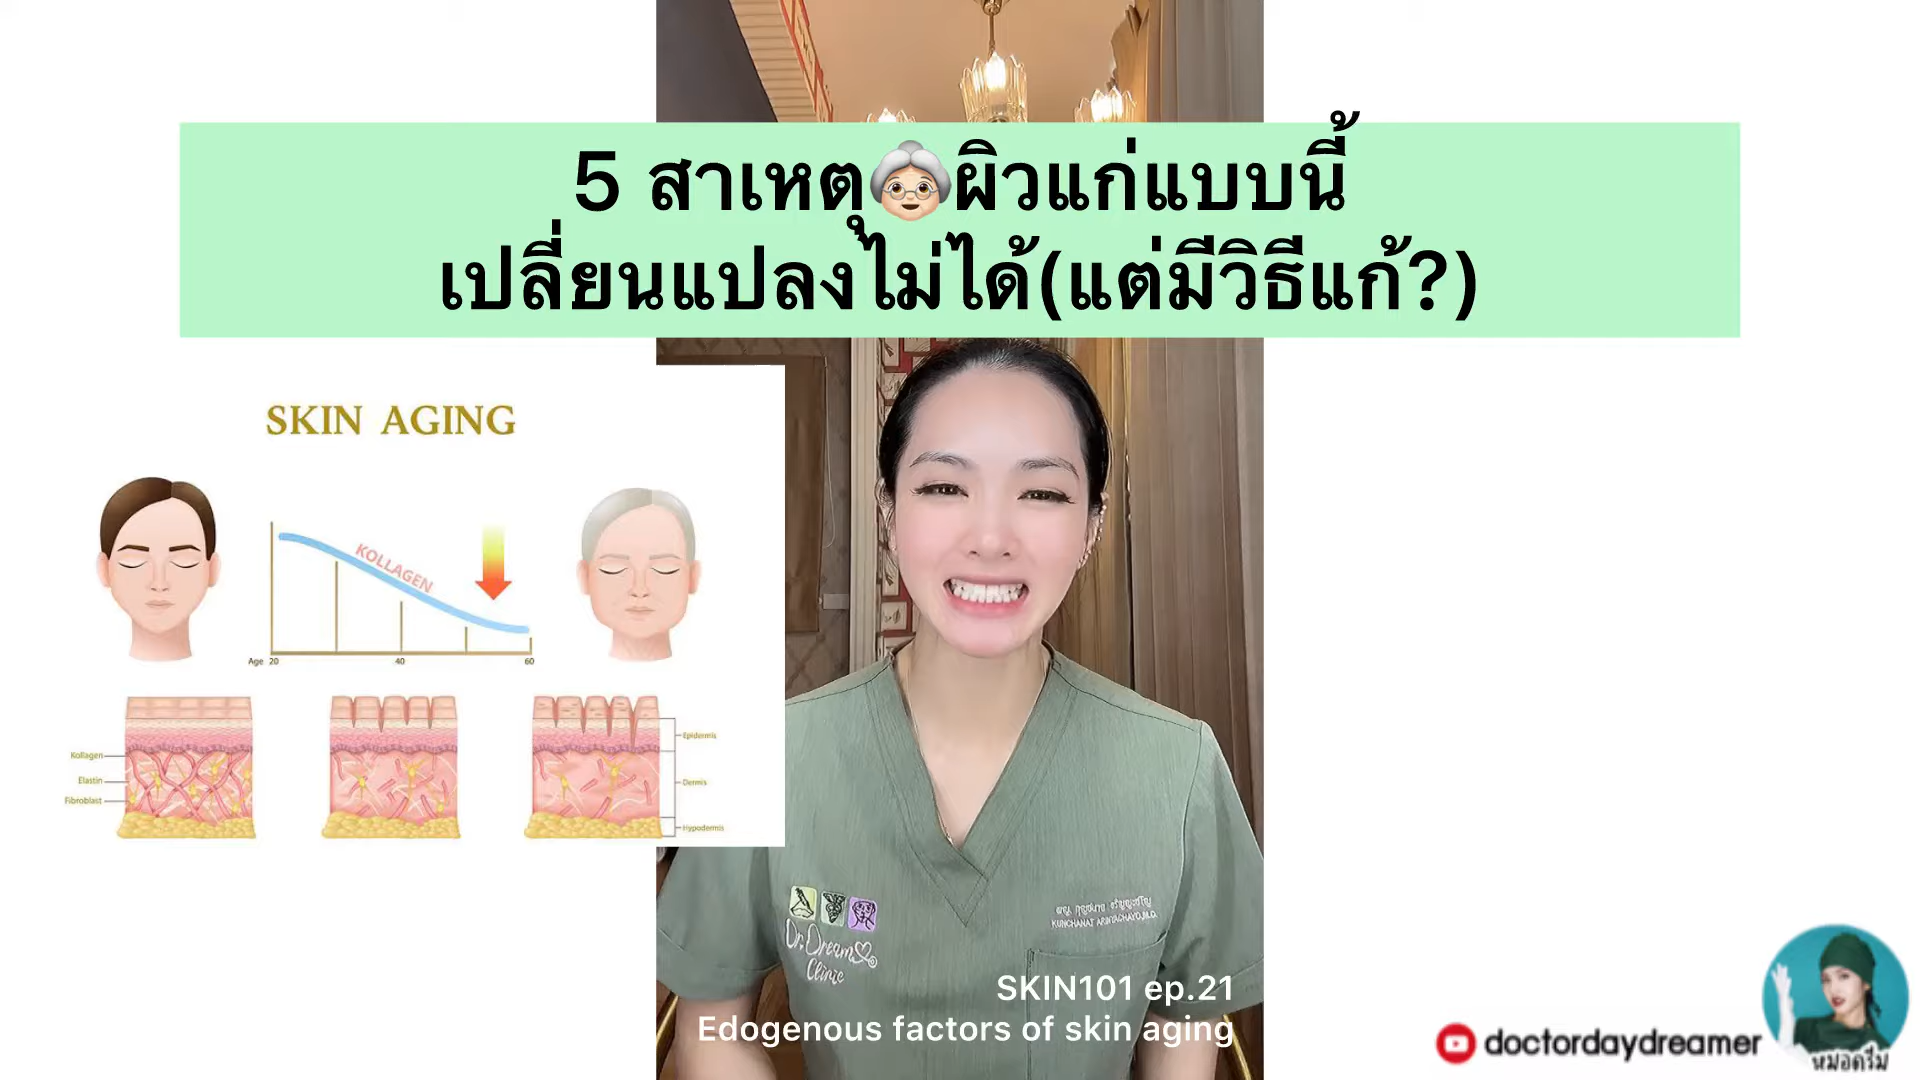 5 สาเหตุ👵🏻ผิวแก่แบบนี้
เปลี่ยนแปลงไม่ได้(แต่มีวิธีแก้?)
SKIN AGING
KOLLAGEN
Age 20 40 60
Kollagen
Elastin
Fibroblast
Epidermis
Dermis
Hypodermis
Dr.Dream
Clinic
KUNCHANAT ARINYACHAYO,M.D.
SKIN101 ep.21
Edogenous factors of skin aging
doctordaydreamer
หมอดรีม